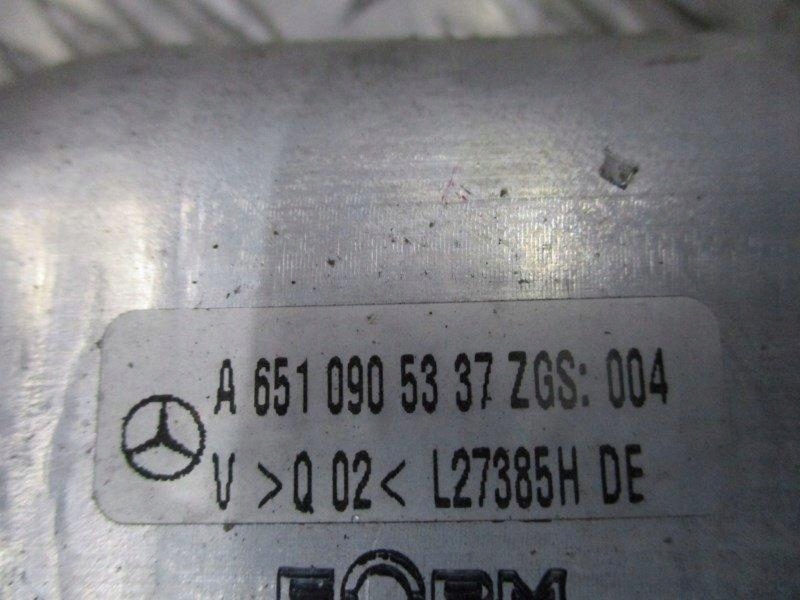 A 651 090 53 37 ZGS: 004
V >Q 02< L27385H DE